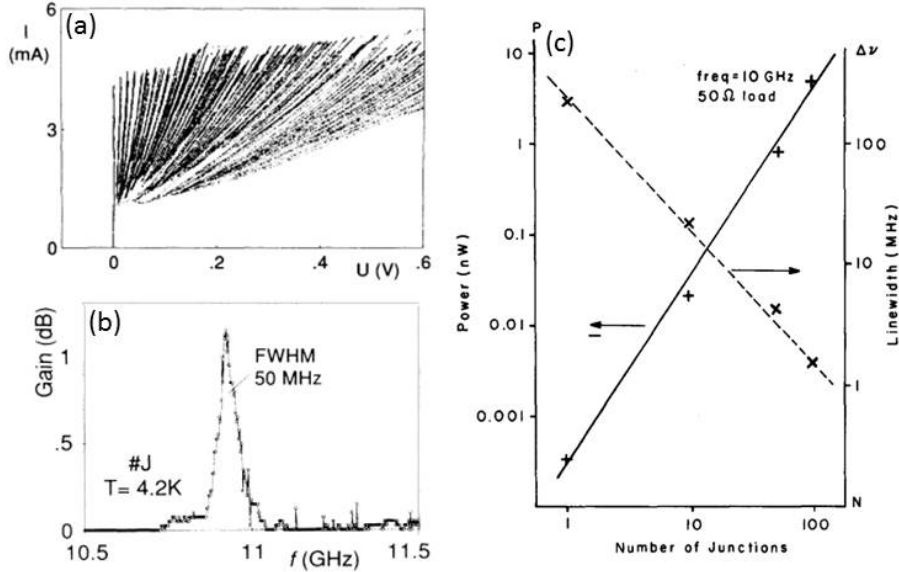 (a)
I
(mA)
6
3
0
0
.2
.4
.6
U (V)
(b)
Gain (dB)
1
.5
0
FWHM
50 MHz
#J
T= 4.2K
10.5
11
11.5
f (GHz)
(c)
P
Δν
freq = 10 GHz
50Ω load
10
1
0.1
0.01
0.001
Power (nW)
100
10
1
Linewidth (MHz)
N
1
10
100
Number of Junctions